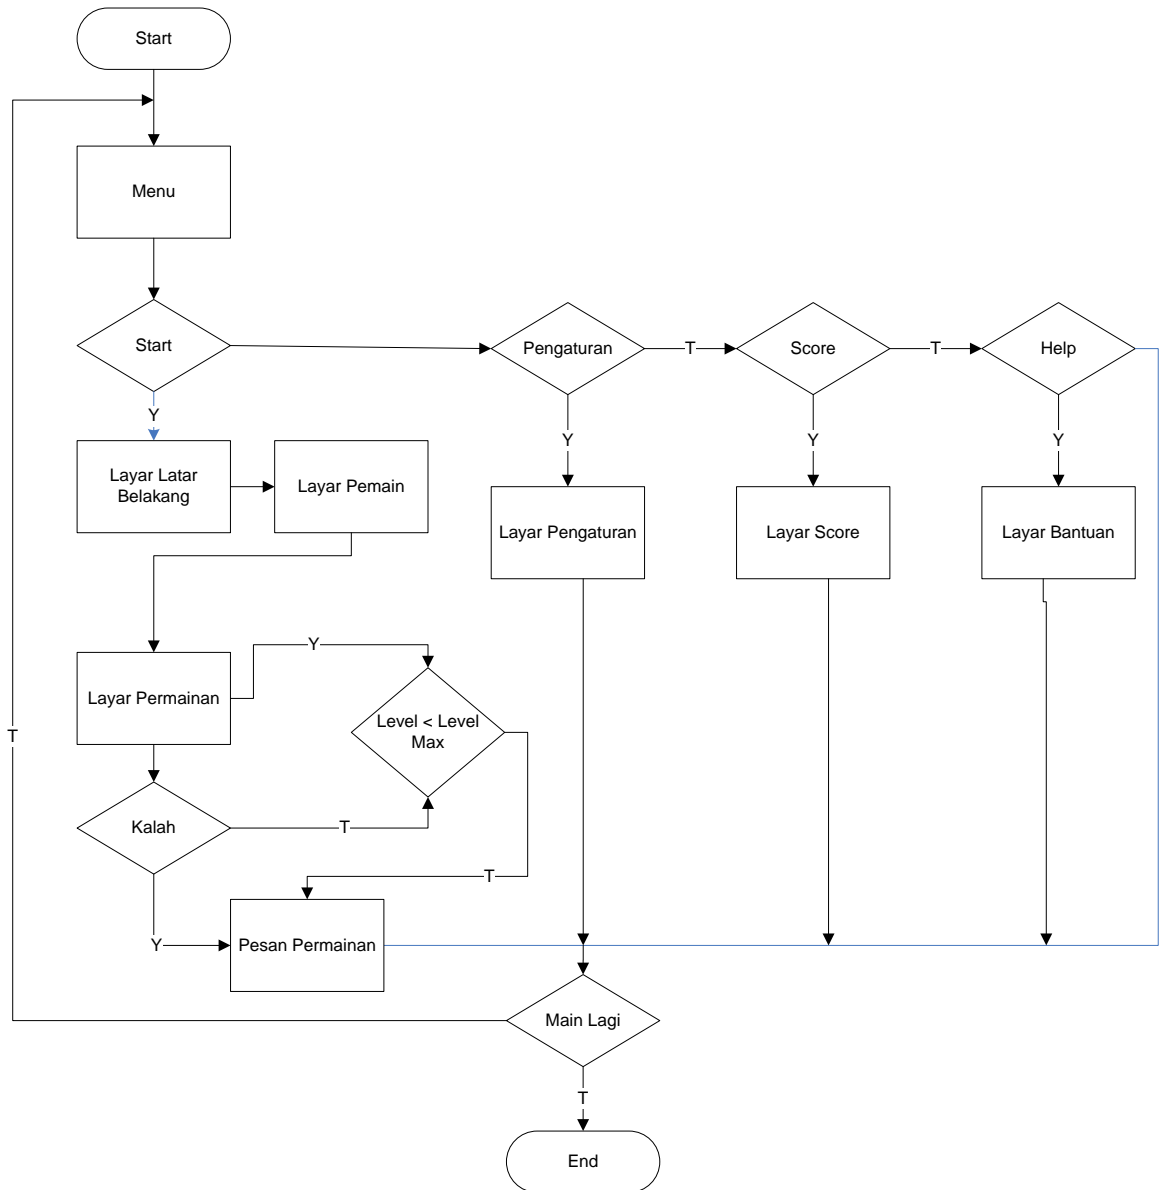 Start
Menu
Start
Pengaturan
T
Score
T
Help
Y
Y
Y
Y
Layar Latar
Belakang
Layar Pemain
Layar Pengaturan
Layar Score
Layar Bantuan
Y
Layar Permainan
Level < Level
Max
T
Kalah
T
T
Y
Pesan Permainan
Main Lagi
T
End